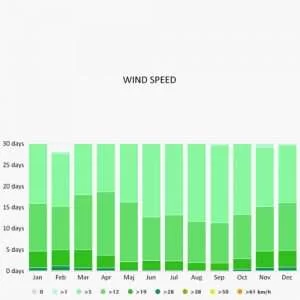 WIND SPEED
30 days
25 days
20 days
15 days
10 days
5 days
0 days
Jan Feb Mar Apr Maj Jun Jul Aug Sep Okt Nov Dec
0 >1 >5 >12 >19 >28 >38 >50 >61 km/h